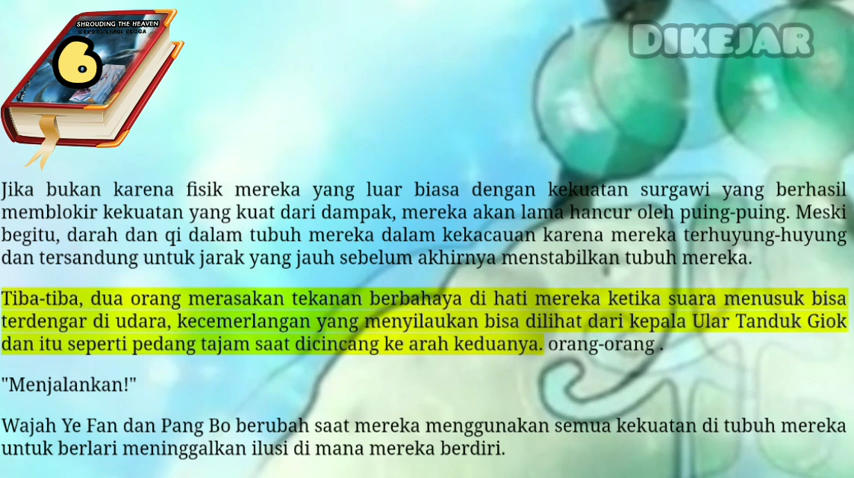 SHROUDING THE HEAVEN
6
DIKEJAR
Jika bukan karena fisik mereka yang luar biasa dengan kekuatan surgawi yang berhasil
memblokir kekuatan yang kuat dari dampak, mereka akan lama hancur oleh puing-puing. Meski
begitu, darah dan qi dalam tubuh mereka dalam kekacauan karena mereka terhuyung-huyung
dan tersandung untuk jarak yang jauh sebelum akhirnya menstabilkan tubuh mereka.
Tiba-tiba, dua orang merasakan tekanan berbahaya di hati mereka ketika suara menusuk bisa
terdengar di udara, kecemerlangan yang menyilaukan bisa dilihat dari kepala Ular Tanduk Giok
dan itu seperti pedang tajam saat dicincang ke arah keduanya. orang-orang .
"Menjalankan!"
Wajah Ye Fan dan Pang Bo berubah saat mereka menggunakan semua kekuatan di tubuh mereka
untuk berlari meninggalkan ilusi di mana mereka berdiri.